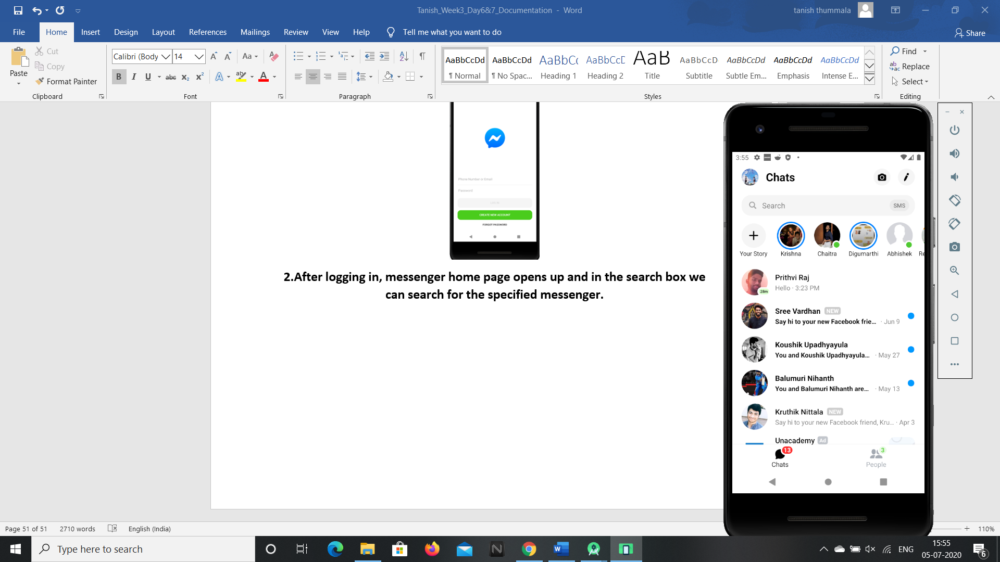 Tanish_Week3_Day6&7_Documentation - Word
tanish thummala
File Home Insert Design Layout References Mailings Review View Help Tell me what you want to do
Share
Paste
Cut
Copy
Format Painter
Clipboard
Calibri (Body 14
Font
Paragraph
AaBbCcDd
¶ Normal
AaBbCcDd
¶ No Spac...
AaBbCc
Heading 1
AaBbCcD
Heading 2
AaB
Title
AaBbCcD
Subtitle
AaBbCcDd
Subtle Em...
AaBbCcDd
Emphasis
AaBbCcDd
Intense E...
Styles
Find
Replace
Select
Editing
Phone Number or Email
Password
LOG IN
CREATE NEW ACCOUNT
FORGOT PASSWORD
2.After logging in, messenger home page opens up and in the search box we
can search for the specified messenger.
3:55
Chats
Search
SMS
Your Story
Krishna
Chaitra
Digumarthi
Abhishek
Re
Prithvi Raj
Hello · 3:23 PM
28m
Sree Vardhan NEW
Say hi to your new Facebook frie... · Jun 9
Koushik Upadhyayula
You and Koushik Upadhyayula... · May 27
Balumuri Nihanth
You and Balumuri Nihanth are... · May 13
Kruthik Nittala NEW
Say hi to your new Facebook friend, Kru... · Apr 3
Unacademy Ad
13
Chats
3
People
Page 51 of 51
2710 words
English (India)
110%
Type here to search
ENG
15:55
05-07-2020
6